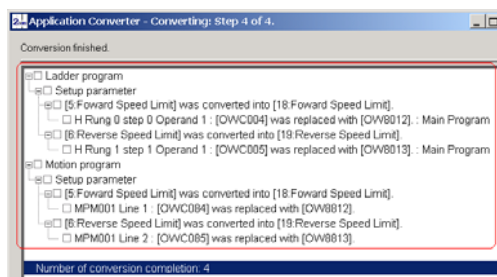 Application Converter - Converting: Step 4 of 4.
Conversion finished.
Ladder program
Setup parameter
[5:Foward Speed Limit] was converted into [18:Foward Speed Limit].
H Rung 0 step 0 Operand 1 : [OWC004] was replaced with [OW8012]. : Main Program
[6:Reverse Speed Limit] was converted into [19:Reverse Speed Limit].
H Rung 1 step 1 Operand 1 : [OWC005] was replaced with [OW8013]. : Main Program
Motion program
Setup parameter
[5:Foward Speed Limit] was converted into [18:Foward Speed Limit].
MPM001 Line 1 : [OWC084] was replaced with [OW8812].
[6:Reverse Speed Limit] was converted into [19:Reverse Speed Limit].
MPM001 Line 2 : [OWC085] was replaced with [OW8813].
Number of conversion completion: 4